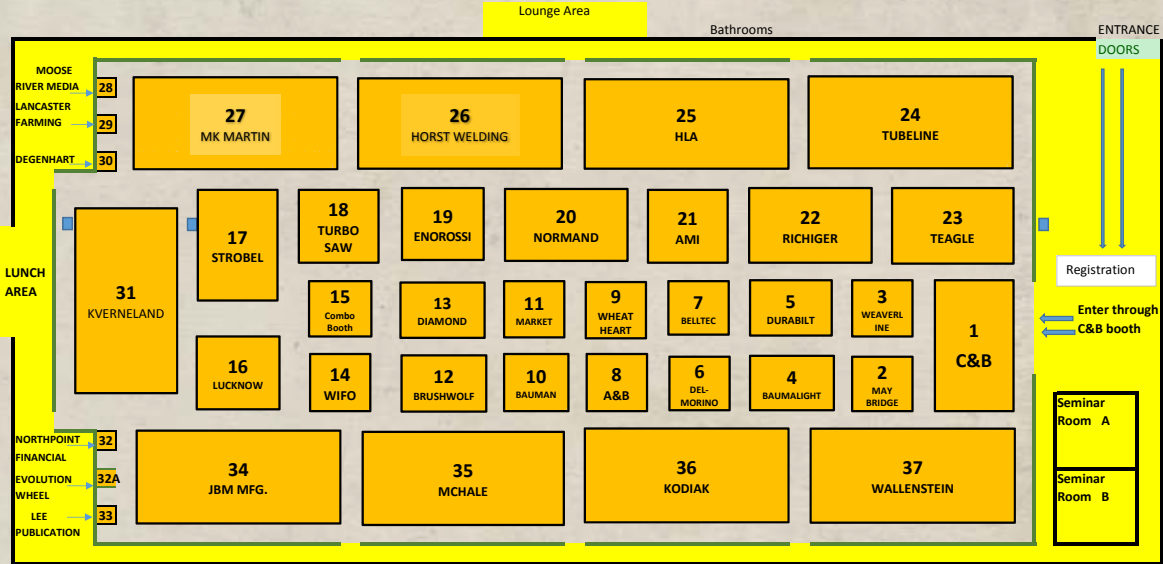 Lounge Area
Bathrooms
ENTRANCE
DOORS
MOOSE
RIVER MEDIA
28
LANCASTER
FARMING
29
DEGENHART
30
27
MK MARTIN
26
HORST WELDING
25
HLA
24
TUBELINE
17
STROBEL
18
TURBO
SAW
19
ENOROSSI
20
NORMAND
21
AMI
22
RICHIGER
23
TEAGLE
LUNCH
AREA
31
KVERNELAND
Registration
15
Combo
Booth
13
DIAMOND
11
MARKET
9
WHEAT
HEART
7
BELLTEC
5
DURABILT
3
WEAVERL
INE
1
C&B
Enter through
C&B booth
16
LUCKNOW
14
WIFO
12
BRUSHWOLF
10
BAUMAN
8
A&B
6
DEL-
MORINO
4
BAUMALIGHT
2
MAY
BRIDGE
Seminar
Room A
Seminar
Room B
NORTHPOINT
FINANCIAL
32
EVOLUTION
WHEEL
32A
LEE
PUBLICATION
33
34
JBM MFG.
35
MCHALE
36
KODIAK
37
WALLENSTEIN